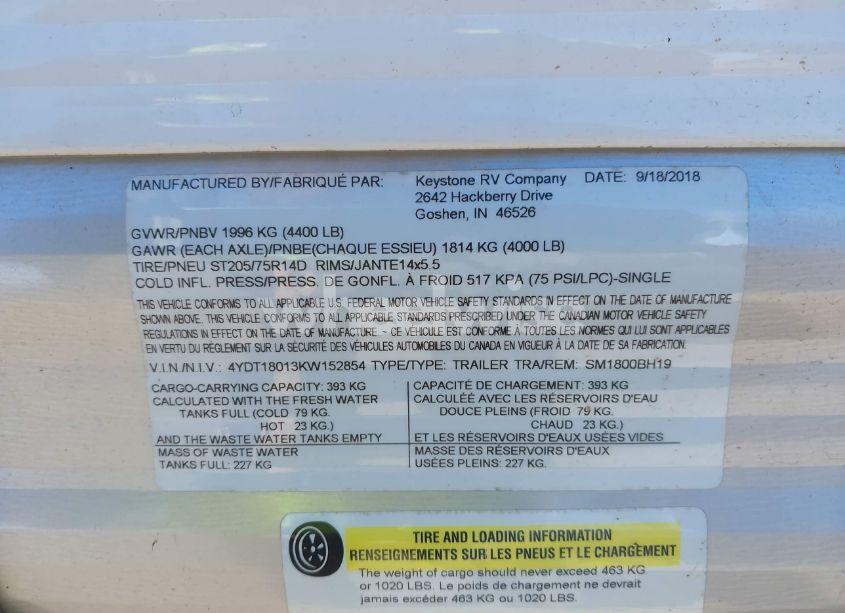 MANUFACTURED BY/FABRIQUÉ PAR: Keystone RV Company DATE: 9/18/2018
2642 Hackberry Drive
Goshen, IN 46526
GVWR/PNBV 1996 KG (4400 LB)
GAWR (EACH AXLE)/PNBE(CHAQUE ESSIEU) 1814 KG (4000 LB)
TIRE/PNEU ST205/75R14D RIMS/JANTE14x5.5
COLD INFL. PRESS/PRESS. DE GONFL. À FROID 517 KPA (75 PSI/LPC)-SINGLE
THIS VEHICLE CONFORMS TO ALL APPLICABLE U.S. FEDERAL MOTOR VEHICLE SAFETY STANDARDS IN EFFECT ON THE DATE OF MANUFACTURE
SHOWN ABOVE. THIS VEHICLE CONFORMS TO ALL APPLICABLE STANDARDS PRESCRIBED UNDER THE CANADIAN MOTOR VEHICLE SAFETY
REGULATIONS IN EFFECT ON THE DATE OF MANUFACTURE. - CE VÉHICULE EST CONFORME À TOUTES LES NORMES QUI LUI SONT APPLICABLES
EN VERTU DU RÈGLEMENT SUR LA SÉCURITÉ DES VÉHICULES AUTOMOBILES DU CANADA EN VIGUEUR À LA DATE DE SA FABRICATION.
V.I.N./N.I.V.: 4YDT18013KW152854 TYPE/TYPE: TRAILER TRA/REM: SM1800BH19
CARGO-CARRYING CAPACITY: 393 KG
CALCULATED WITH THE FRESH WATER
TANKS FULL (COLD 79 KG.
HOT 23 KG.)
AND THE WASTE WATER TANKS EMPTY
MASS OF WASTE WATER
TANKS FULL: 227 KG
CAPACITÉ DE CHARGEMENT: 393 KG
CALCULÉE AVEC LES RÉSERVOIRS D'EAU
DOUCE PLEINS (FROID 79 KG.
CHAUD 23 KG.)
ET LES RÉSERVOIRS D'EAUX USÉES VIDES
MASSE DES RÉSERVOIRS D'EAUX
USÉES PLEINS: 227 KG.
TIRE AND LOADING INFORMATION
RENSEIGNEMENTS SUR LES PNEUS ET LE CHARGEMENT
The weight of cargo should never exceed 463 KG
or 1020 LBS. Le poids de chargement ne devrait
jamais excéder 463 KG ou 1020 LBS.